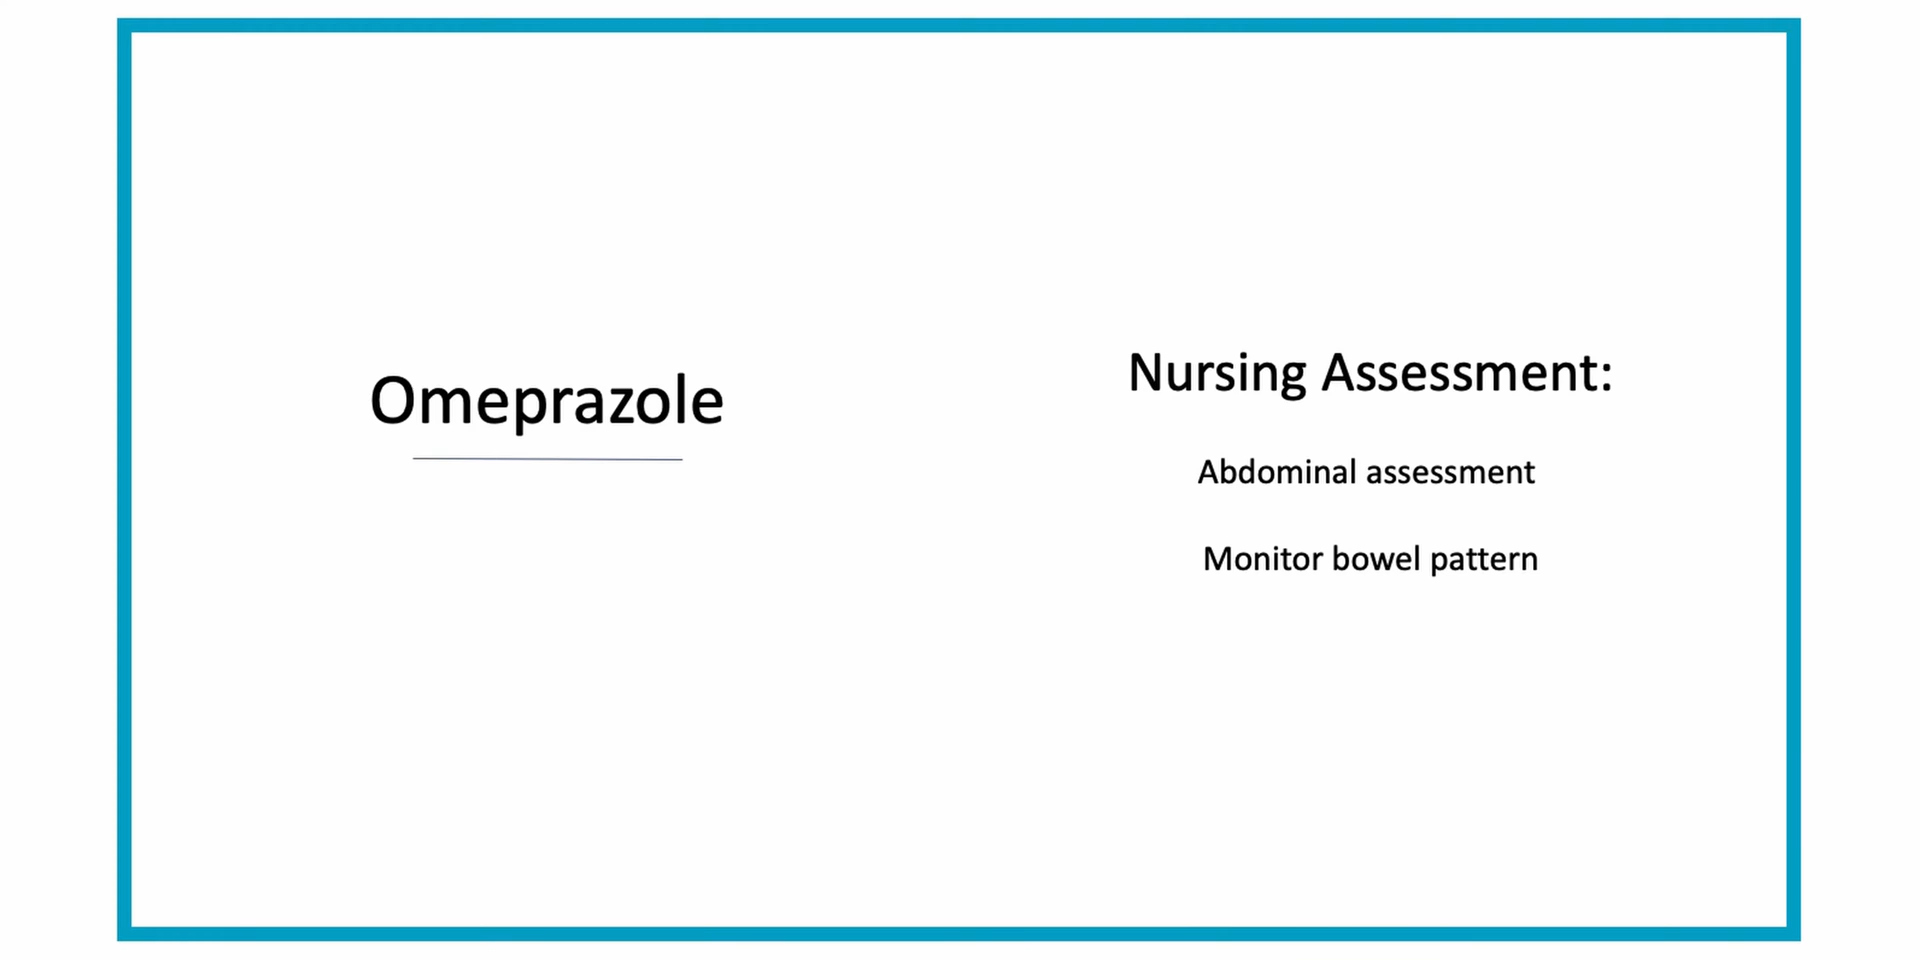 Omeprazole
Nursing Assessment:
Abdominal assessment
Monitor bowel pattern